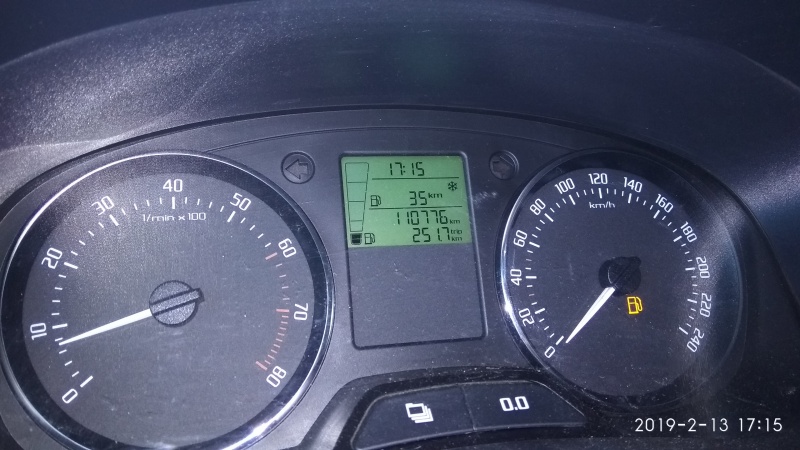 17:15
35 km
110776 km
251.7 trip km
0 10 20 30 40 50 60 70 80
1/min x 100
0 20 40 60 80 100 120 140 160 180 200 220 240
km/h
0.0
2019-2-13 17:15